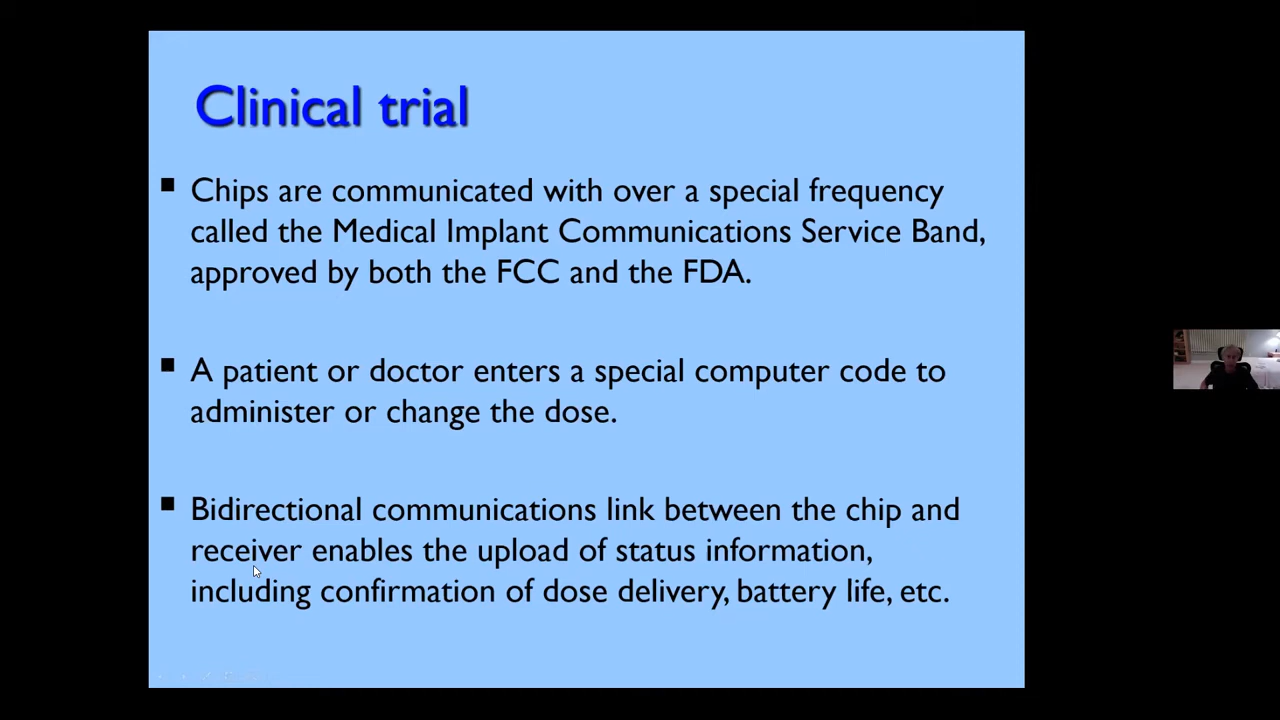 Clinical trial
Chips are communicated with over a special frequency
called the Medical Implant Communications Service Band,
approved by both the FCC and the FDA.
A patient or doctor enters a special computer code to
administer or change the dose.
Bidirectional communications link between the chip and
receiver enables the upload of status information,
including confirmation of dose delivery, battery life, etc.